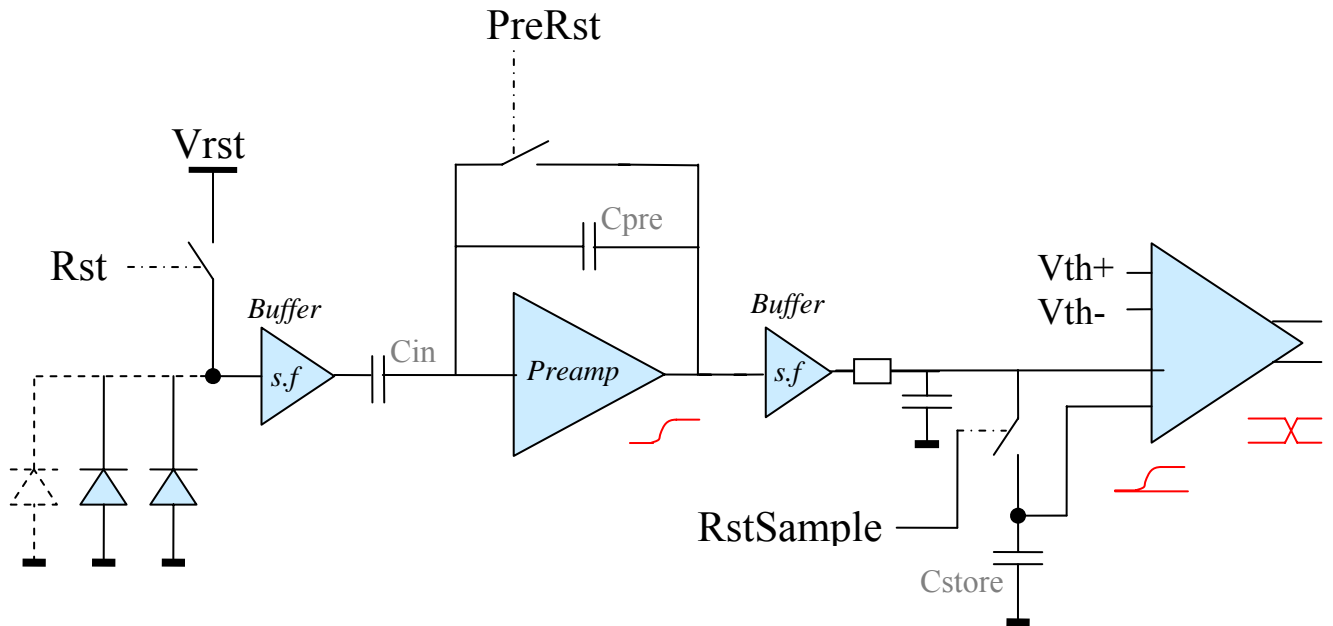 PreRst
Vrst
Cpre
Rst
Vth+
Buffer
Buffer
Vth-
Cin
s.f
Preamp
s.f
RstSample
Cstore